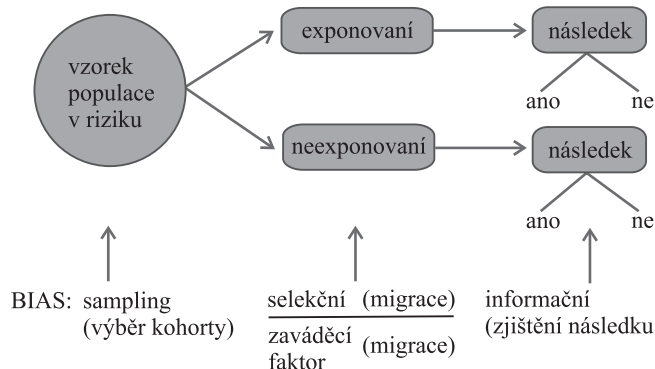 vzorek
populace
v riziku
exponovaní
následek
ano ne
neexponovaní
následek
ano ne
BIAS: sampling
(výběr kohorty)
selekční (migrace)
zaváděcí (migrace)
faktor
informační
(zjištění následku